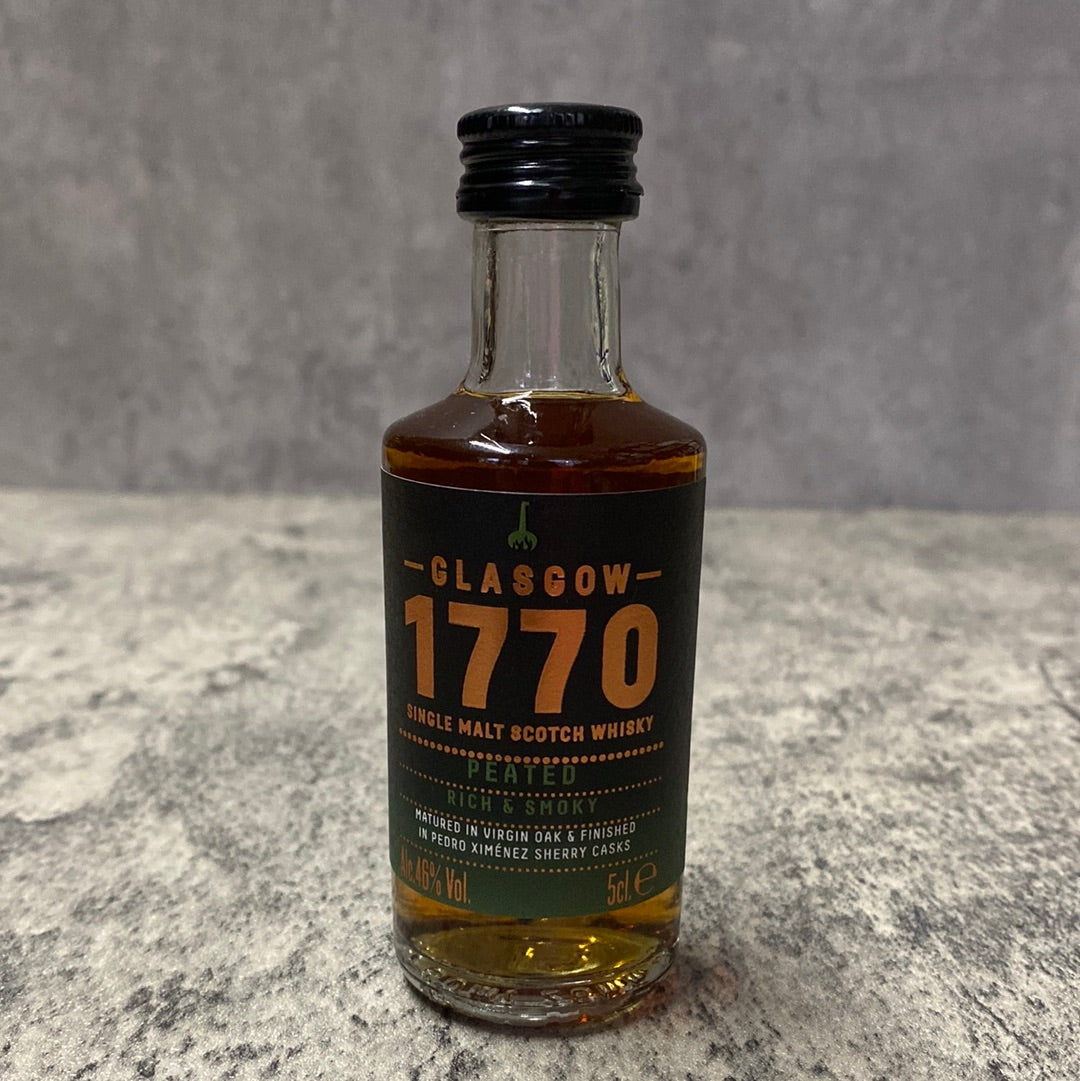 GLASGOW
1770
SINGLE MALT SCOTCH WHISKY
PEATED
RICH & SMOKY
MATURED IN VIRGIN OAK & FINISHED
IN PEDRO XIMÉNEZ SHERRY CASKS
Alc.46% Vol. 5cl. ℮